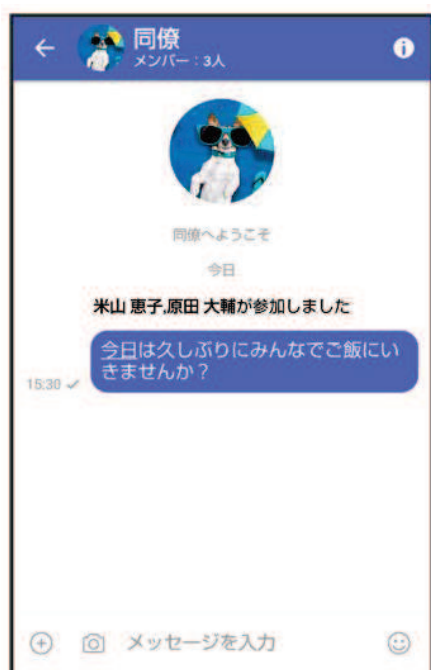 同僚
メンバー：3人
同僚へようこそ
今日
米山 恵子,原田 大輔が参加しました
今日は久しぶりにみんなでご飯にい
きませんか？
15:30
メッセージを入力